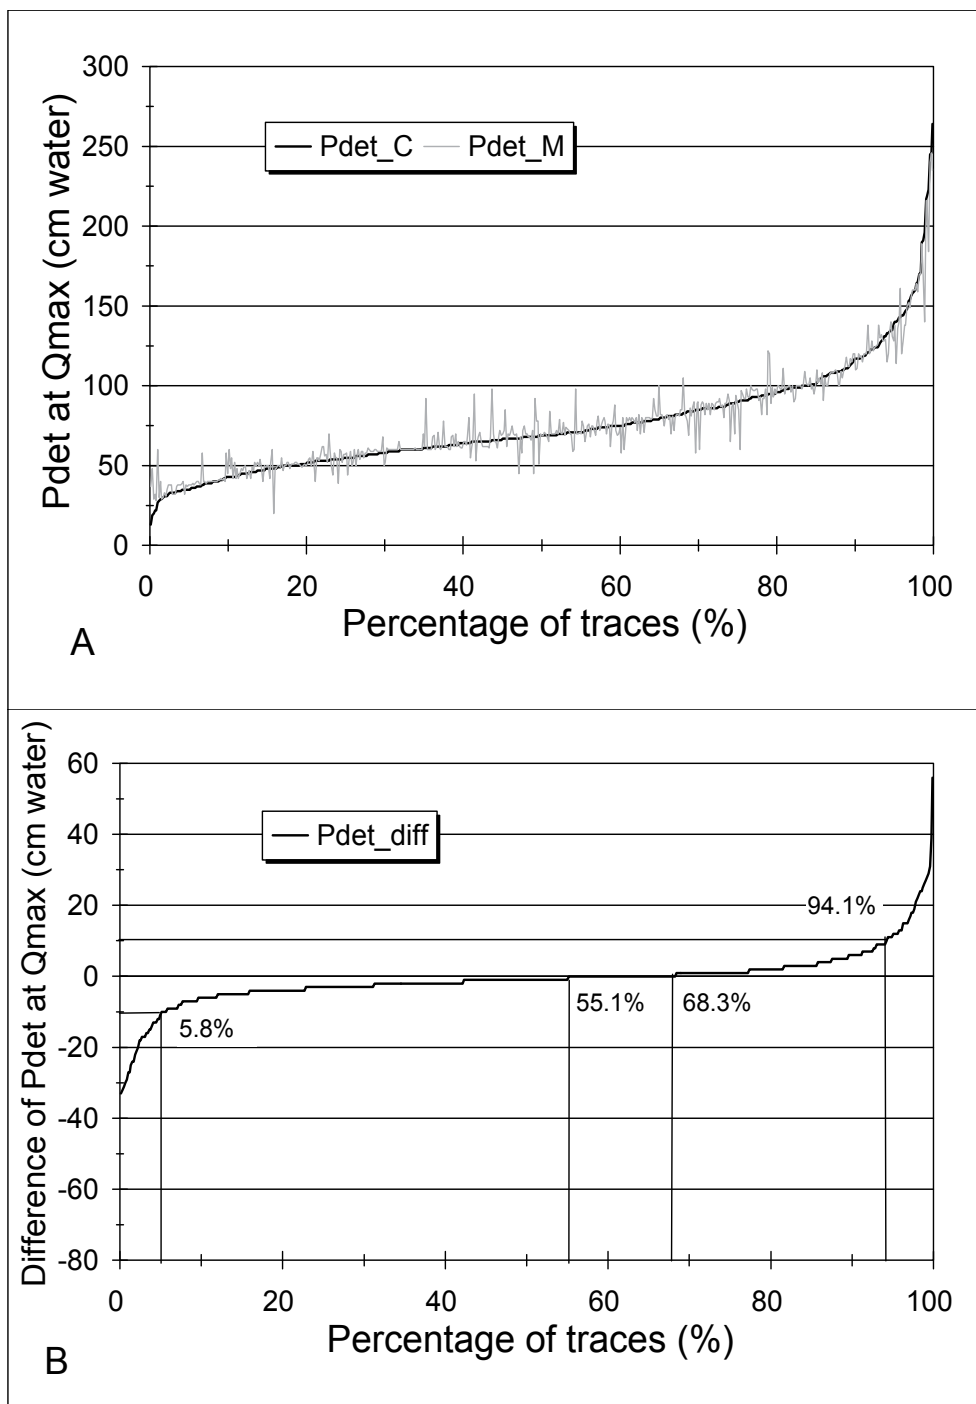 300
250
200
150
100
50
0
Pdet at Qmax (cm water)
Pdet_C Pdet_M
0 20 40 60 80 100
Percentage of traces (%)
A
60
40
20
0
-20
-40
-60
-80
Difference of Pdet at Qmax (cm water)
Pdet_diff
94.1%
5.8%
55.1%
68.3%
0 20 40 60 80 100
Percentage of traces (%)
B